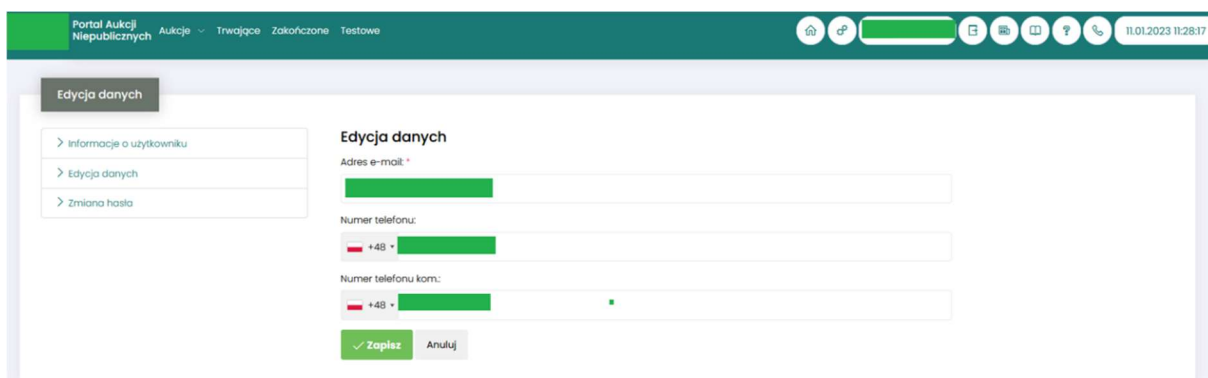 Portal Aukcji
Niepublicznych
Aukcje Trwające Zakończone Testowe
11.01.2023 11:28:17
Edycja danych
Informacje o użytkowniku
Edycja danych
Zmiana hasła
Edycja danych
Adres e-mail: *
Numer telefonu:
+48
Numer telefonu kom.:
+48
Zapisz Anuluj